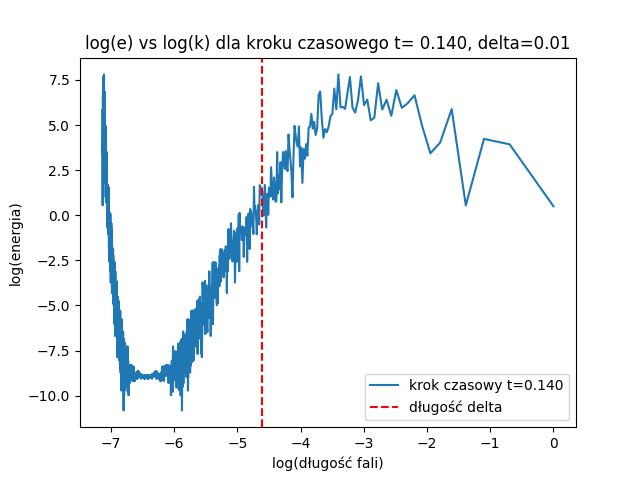 log(e) vs log(k) dla kroku czasowego t= 0.140, delta=0.01
7.5
5.0
2.5
0.0
−2.5
−5.0
−7.5
−10.0
log(energia)
krok czasowy t=0.140
długość delta
−7 −6 −5 −4 −3 −2 −1 0
log(długość fali)